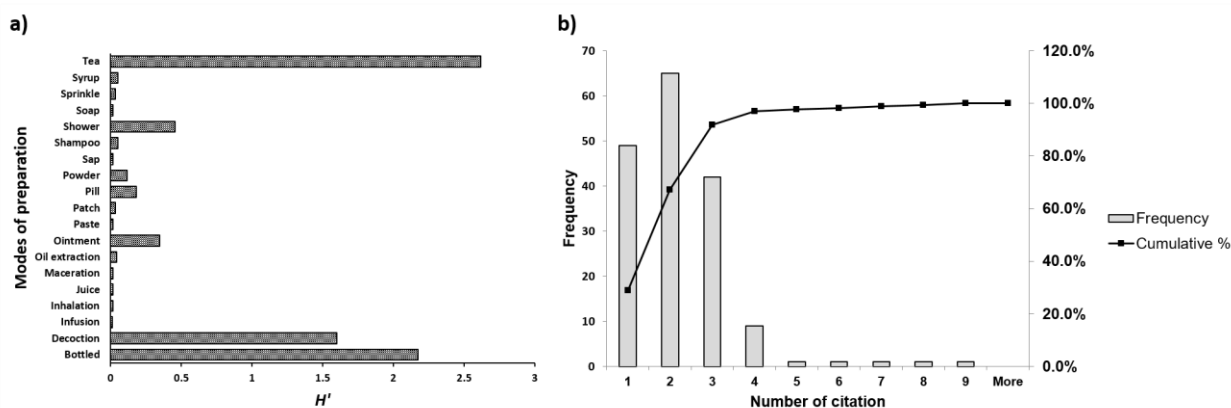 a)
Modes of preparation
Tea
Syrup
Sprinkle
Soap
Shower
Shampoo
Sap
Powder
Pill
Patch
Paste
Ointment
Oil extraction
Maceration
Juice
Inhalation
Infusion
Decoction
Bottled
0 0.5 1 1.5 2 2.5 3
H'
b)
Frequency
70
60
50
40
30
20
10
0
120.0%
100.0%
80.0%
60.0%
40.0%
20.0%
0.0%
1 2 3 4 5 6 7 8 9 More
Number of citation
Frequency
Cumulative %